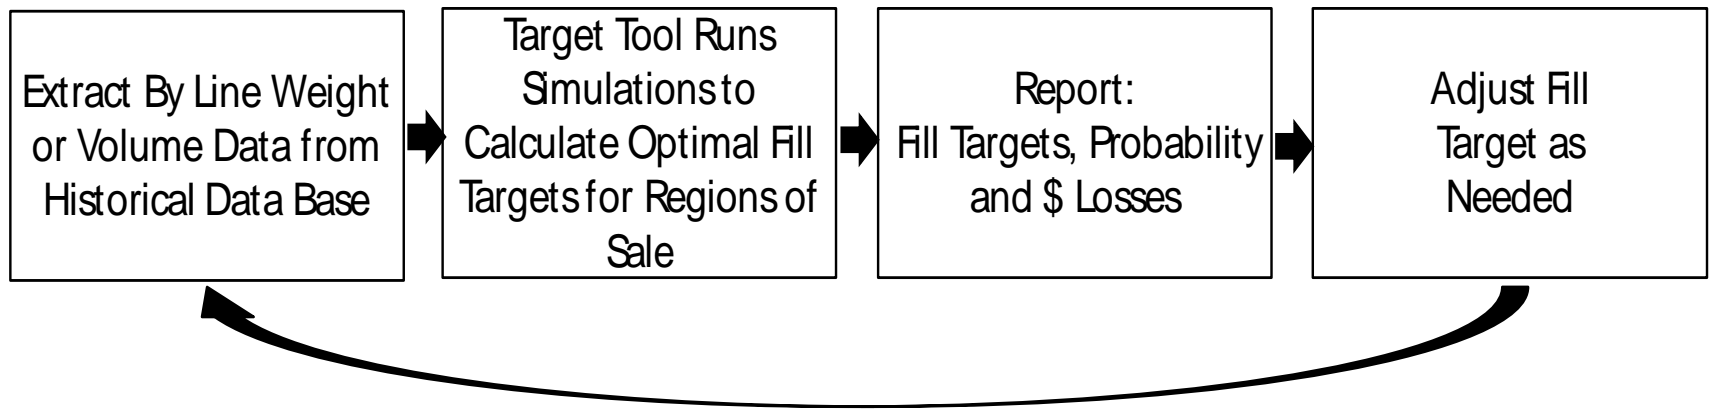 Extract By Line Weight
or Volume Data from
Historical Data Base
Target Tool Runs
Simulations to
Calculate Optimal Fill
Targets for Regions of
Sale
Report:
Fill Targets, Probability
and $ Losses
Adjust Fill
Target as
Needed